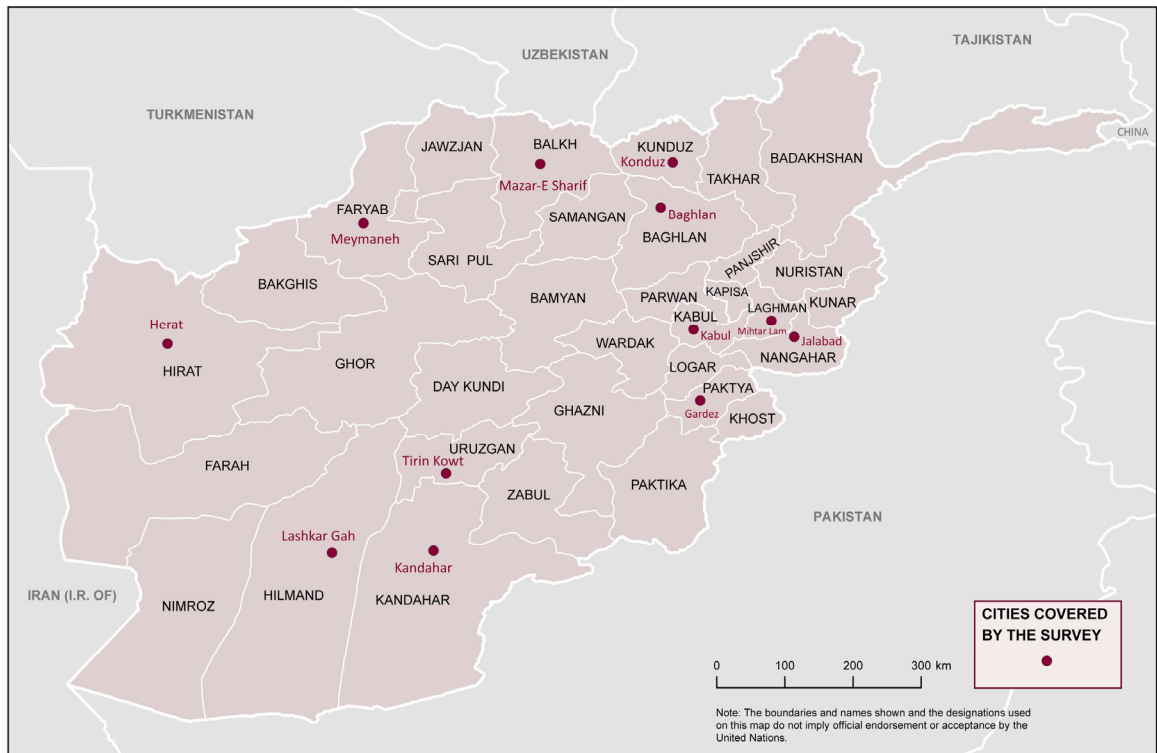 UZBEKISTAN
TAJIKISTAN
TURKMENISTAN
CHINA
JAWZJAN
BALKH
KUNDUZ
Konduz
TAKHAR
BADAKHSHAN
Mazar-E Sharif
FARYAB
Meymaneh
SAMANGAN
Baghlan
BAGHLAN
SARI PUL
PANJSHIR
NURISTAN
BAKGHIS
BAMYAN
PARWAN
KAPISA
KUNAR
LAGHMAN
KABUL
Herat
Kabul
Mihtar Lam
Jalabad
WARDAK
NANGAHAR
HIRAT
GHOR
LOGAR
DAY KUNDI
PAKTYA
GHAZNI
Gardez
KHOST
URUZGAN
Tirin Kowt
FARAH
PAKTIKA
ZABUL
PAKISTAN
Lashkar Gah
Kandahar
IRAN (I.R. OF)
NIMROZ
HILMAND
KANDAHAR
CITIES COVERED
BY THE SURVEY
0 100 200 300 km
Note: The boundaries and names shown and the designations used
on this map do not imply official endorsement or acceptance by the
United Nations.